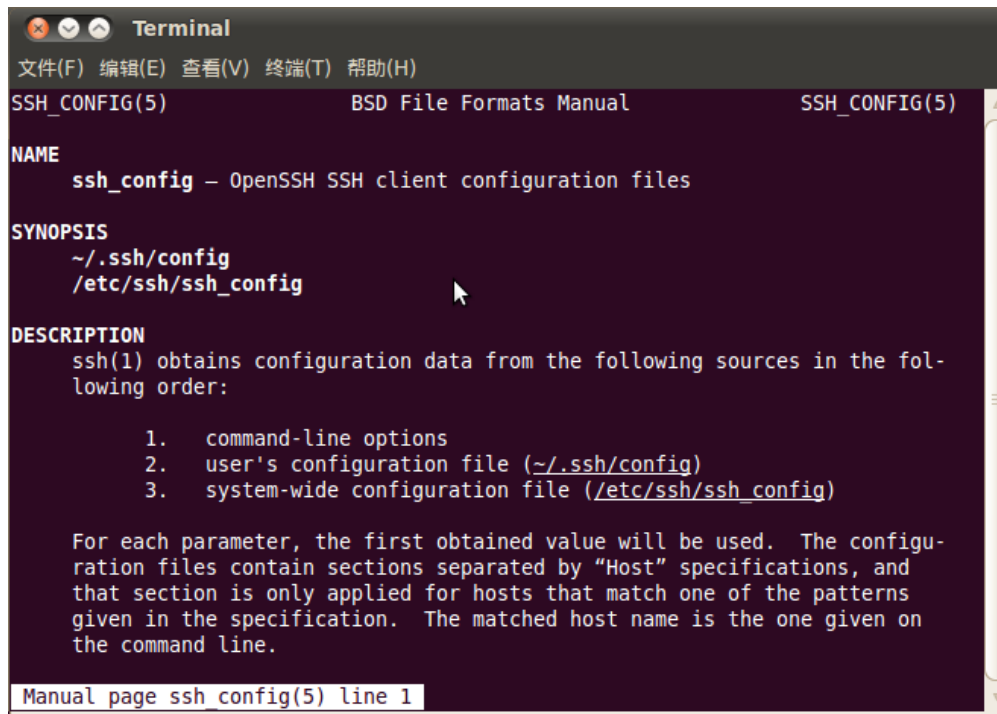 Terminal
文件(F) 编辑(E) 查看(V) 终端(T) 帮助(H)
SSH_CONFIG(5) BSD File Formats Manual SSH_CONFIG(5)
NAME
ssh_config — OpenSSH SSH client configuration files
SYNOPSIS
~/.ssh/config
/etc/ssh/ssh_config
DESCRIPTION
ssh(1) obtains configuration data from the following sources in the fol-
lowing order:
1. command-line options
2. user's configuration file (~/.ssh/config)
3. system-wide configuration file (/etc/ssh/ssh_config)
For each parameter, the first obtained value will be used. The configu-
ration files contain sections separated by “Host” specifications, and
that section is only applied for hosts that match one of the patterns
given in the specification. The matched host name is the one given on
the command line.
Manual page ssh_config(5) line 1